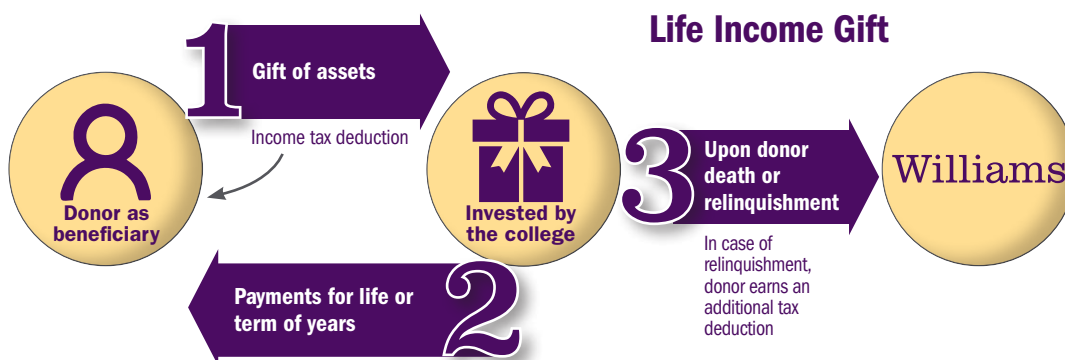 Life Income Gift
1
Gift of assets
Income tax deduction
Donor as
beneficiary
Invested by
the college
2
Payments for life or
term of years
3
Upon donor
death or
relinquishment
In case of
relinquishment,
donor earns an
additional tax
deduction
Williams